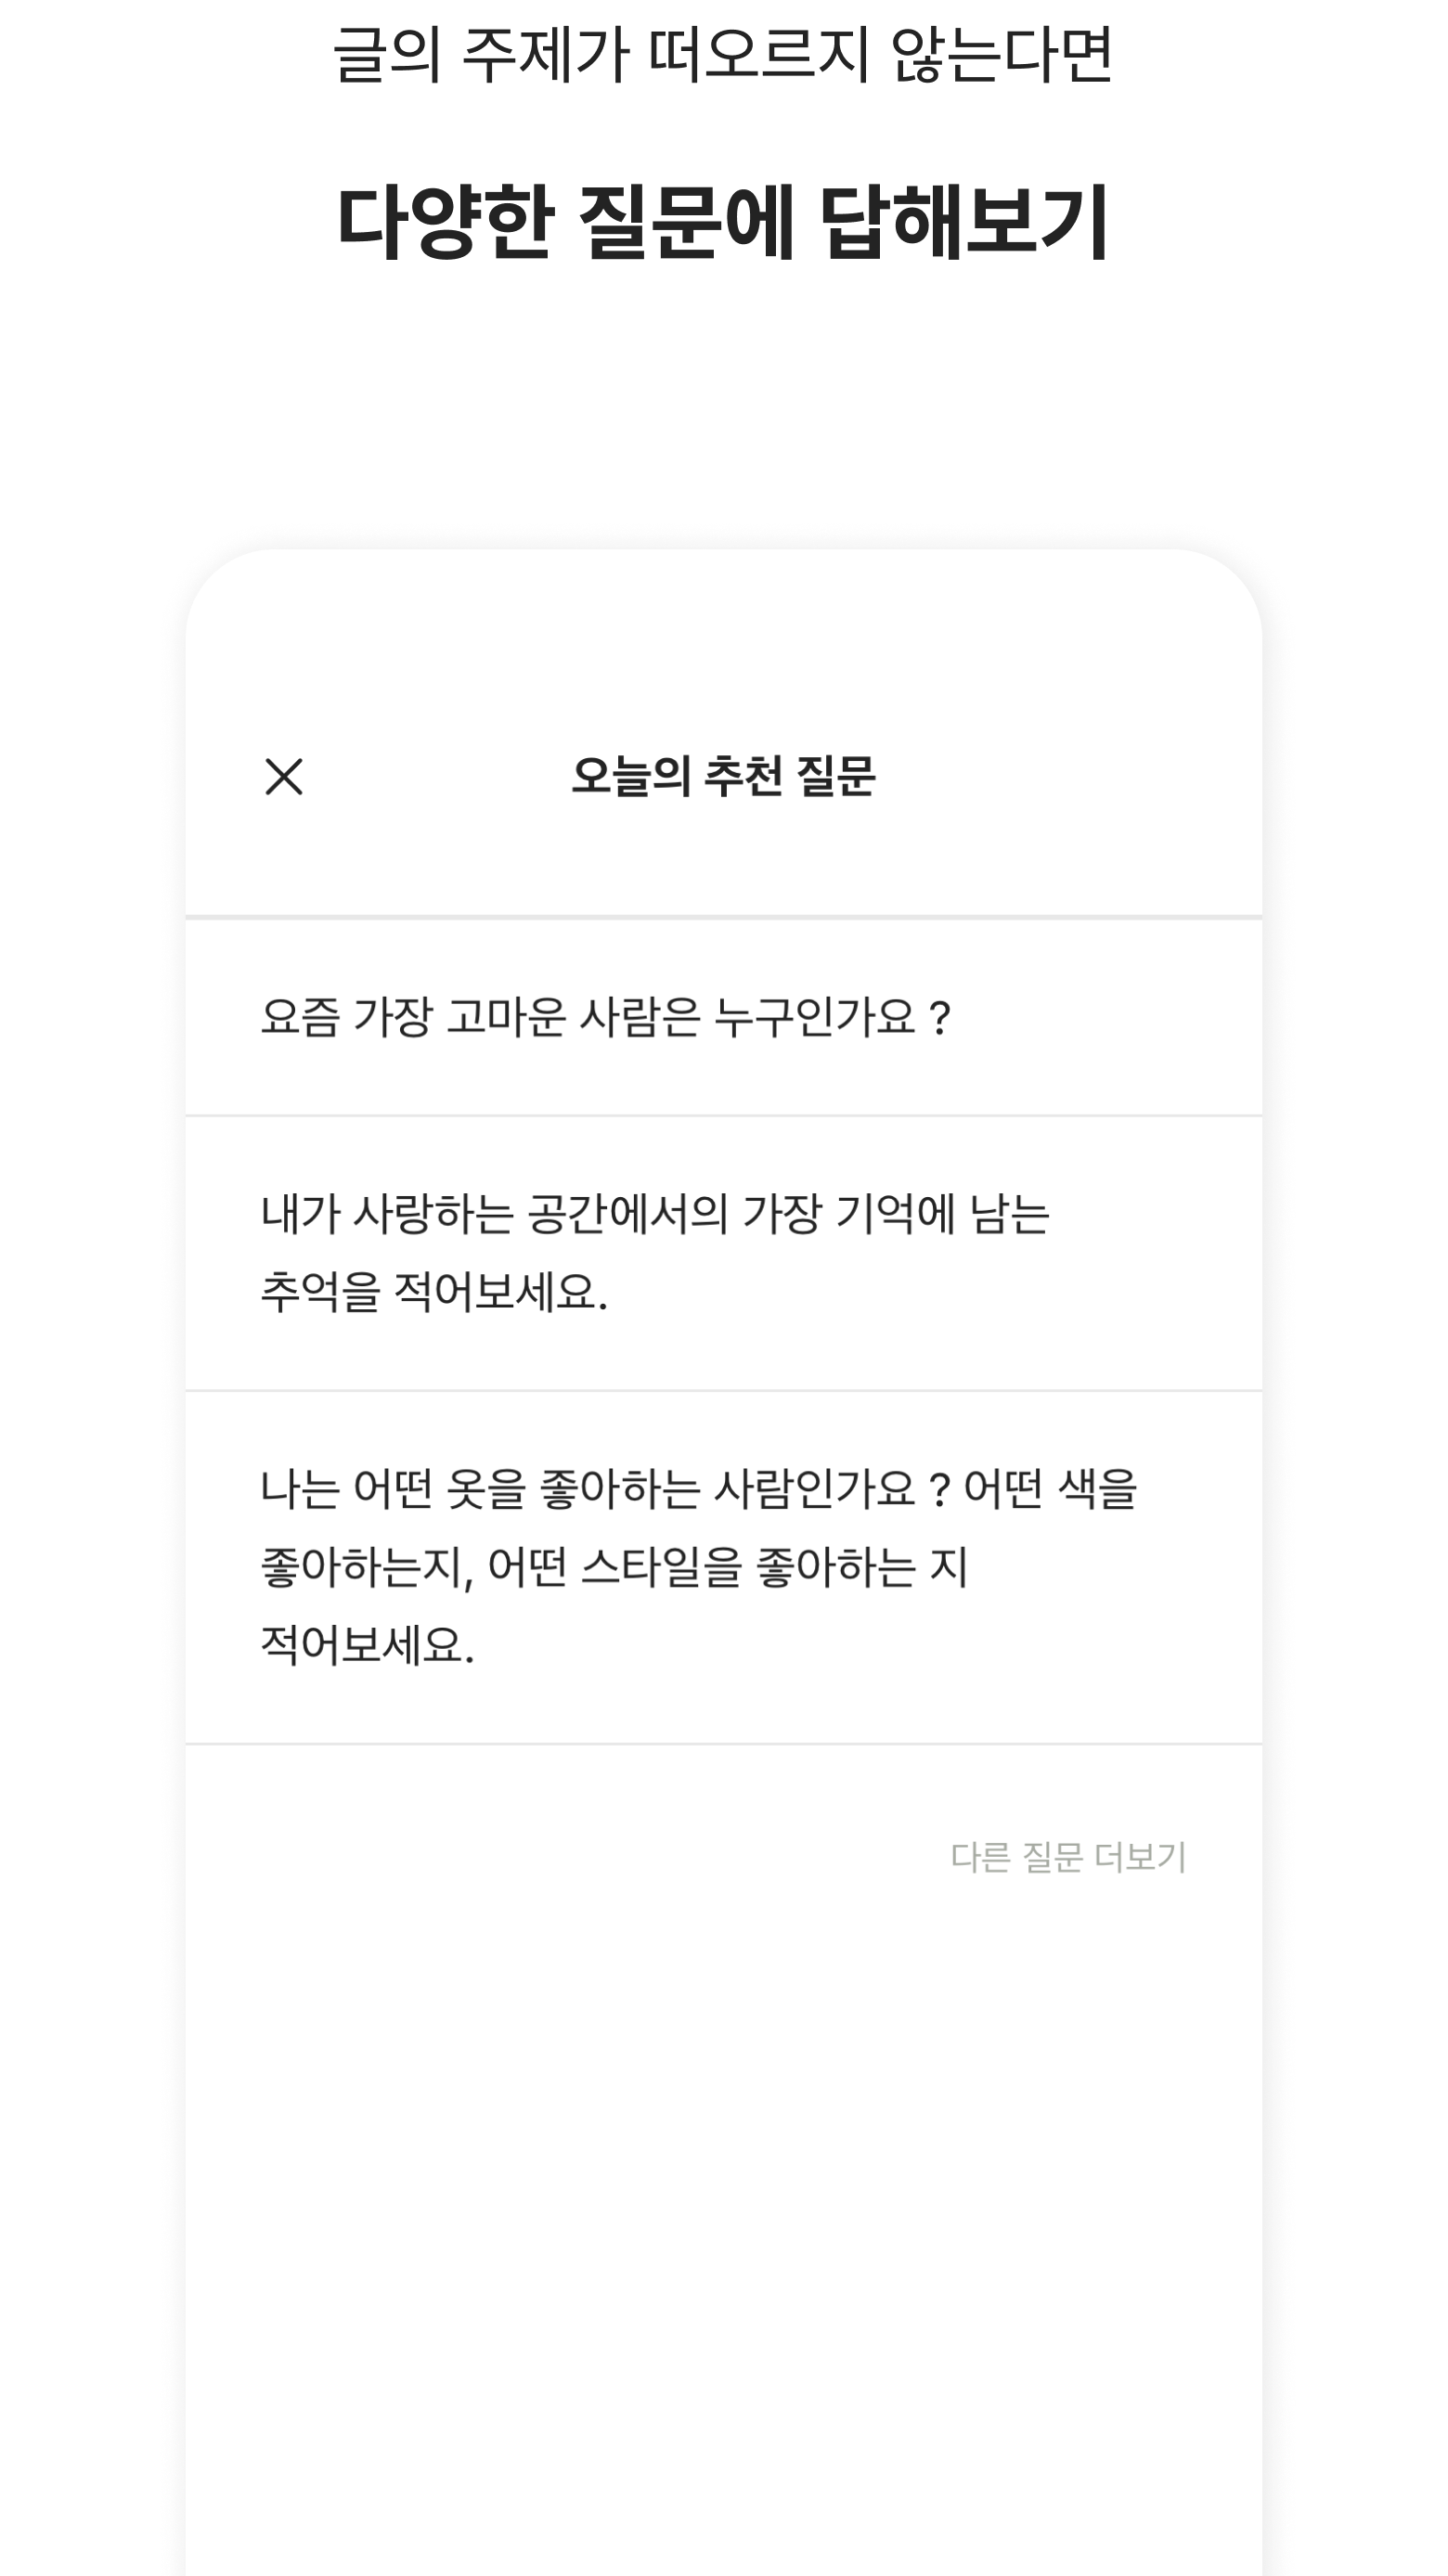 글의 주제가 떠오르지 않는다면
다양한 질문에 답해보기
오늘의 추천 질문
요즘 가장 고마운 사람은 누구인가요 ?
내가 사랑하는 공간에서의 가장 기억에 남는
추억을 적어보세요.
나는 어떤 옷을 좋아하는 사람인가요 ? 어떤 색을
좋아하는지, 어떤 스타일을 좋아하는 지
적어보세요.
다른 질문 더보기